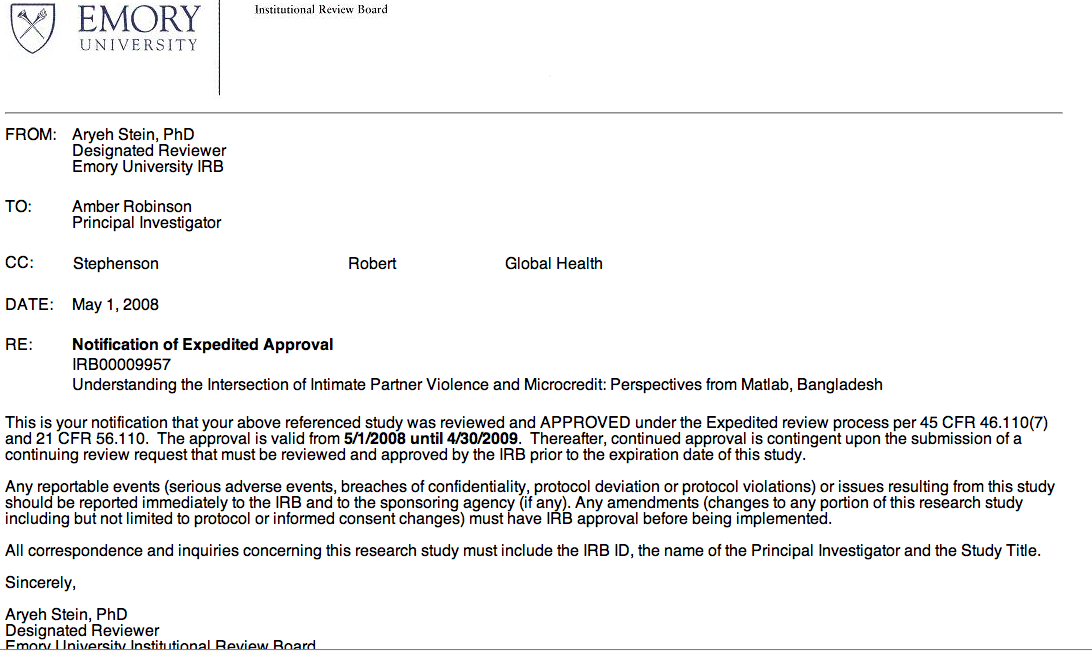 EMORY
UNIVERSITY
Institutional Review Board
FROM: Aryeh Stein, PhD
Designated Reviewer
Emory University IRB
TO: Amber Robinson
Principal Investigator
CC: Stephenson Robert Global Health
DATE: May 1, 2008
RE: Notification of Expedited Approval
IRB00009957
Understanding the Intersection of Intimate Partner Violence and Microcredit: Perspectives from Matlab, Bangladesh
This is your notification that your above referenced study was reviewed and APPROVED under the Expedited review process per 45 CFR 46.110(7)
and 21 CFR 56.110. The approval is valid from 5/1/2008 until 4/30/2009. Thereafter, continued approval is contingent upon the submission of a
continuing review request that must be reviewed and approved by the IRB prior to the expiration date of this study.
Any reportable events (serious adverse events, breaches of confidentiality, protocol deviation or protocol violations) or issues resulting from this study
should be reported immediately to the IRB and to the sponsoring agency (if any). Any amendments (changes to any portion of this research study
including but not limited to protocol or informed consent changes) must have IRB approval before being implemented.
All correspondence and inquiries concerning this research study must include the IRB ID, the name of the Principal Investigator and the Study Title.
Sincerely,
Aryeh Stein, PhD
Designated Reviewer
Emory University Institutional Review Board